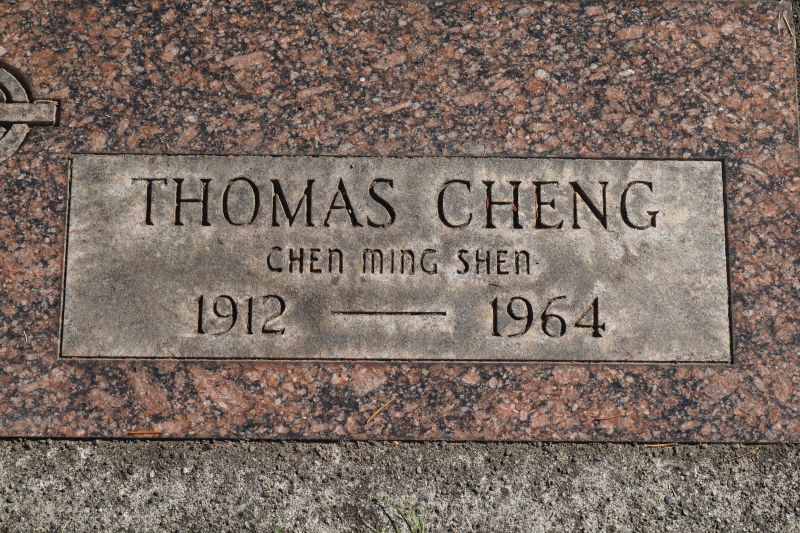 THOMAS CHENG
CHEN MING SHEN
1912 — 1964